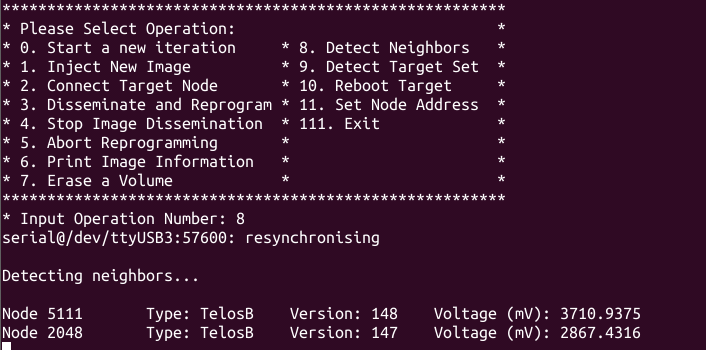 *******************************************************
* Please Select Operation:                             *
* 0. Start a new iteration     * 8. Detect Neighbors   *
* 1. Inject New Image          * 9. Detect Target Set  *
* 2. Connect Target Node       * 10. Reboot Target     *
* 3. Disseminate and Reprogram * 11. Set Node Address  *
* 4. Stop Image Dissemination  * 111. Exit             *
* 5. Abort Reprogramming       *                       *
* 6. Print Image Information   *                       *
* 7. Erase a Volume            *                       *
*******************************************************
* Input Operation Number: 8
serial@/dev/ttyUSB3:57600: resynchronising
Detecting neighbors...
Node 5111       Type: TelosB    Version: 148    Voltage (mV): 3710.9375
Node 2048       Type: TelosB    Version: 147    Voltage (mV): 2867.4316